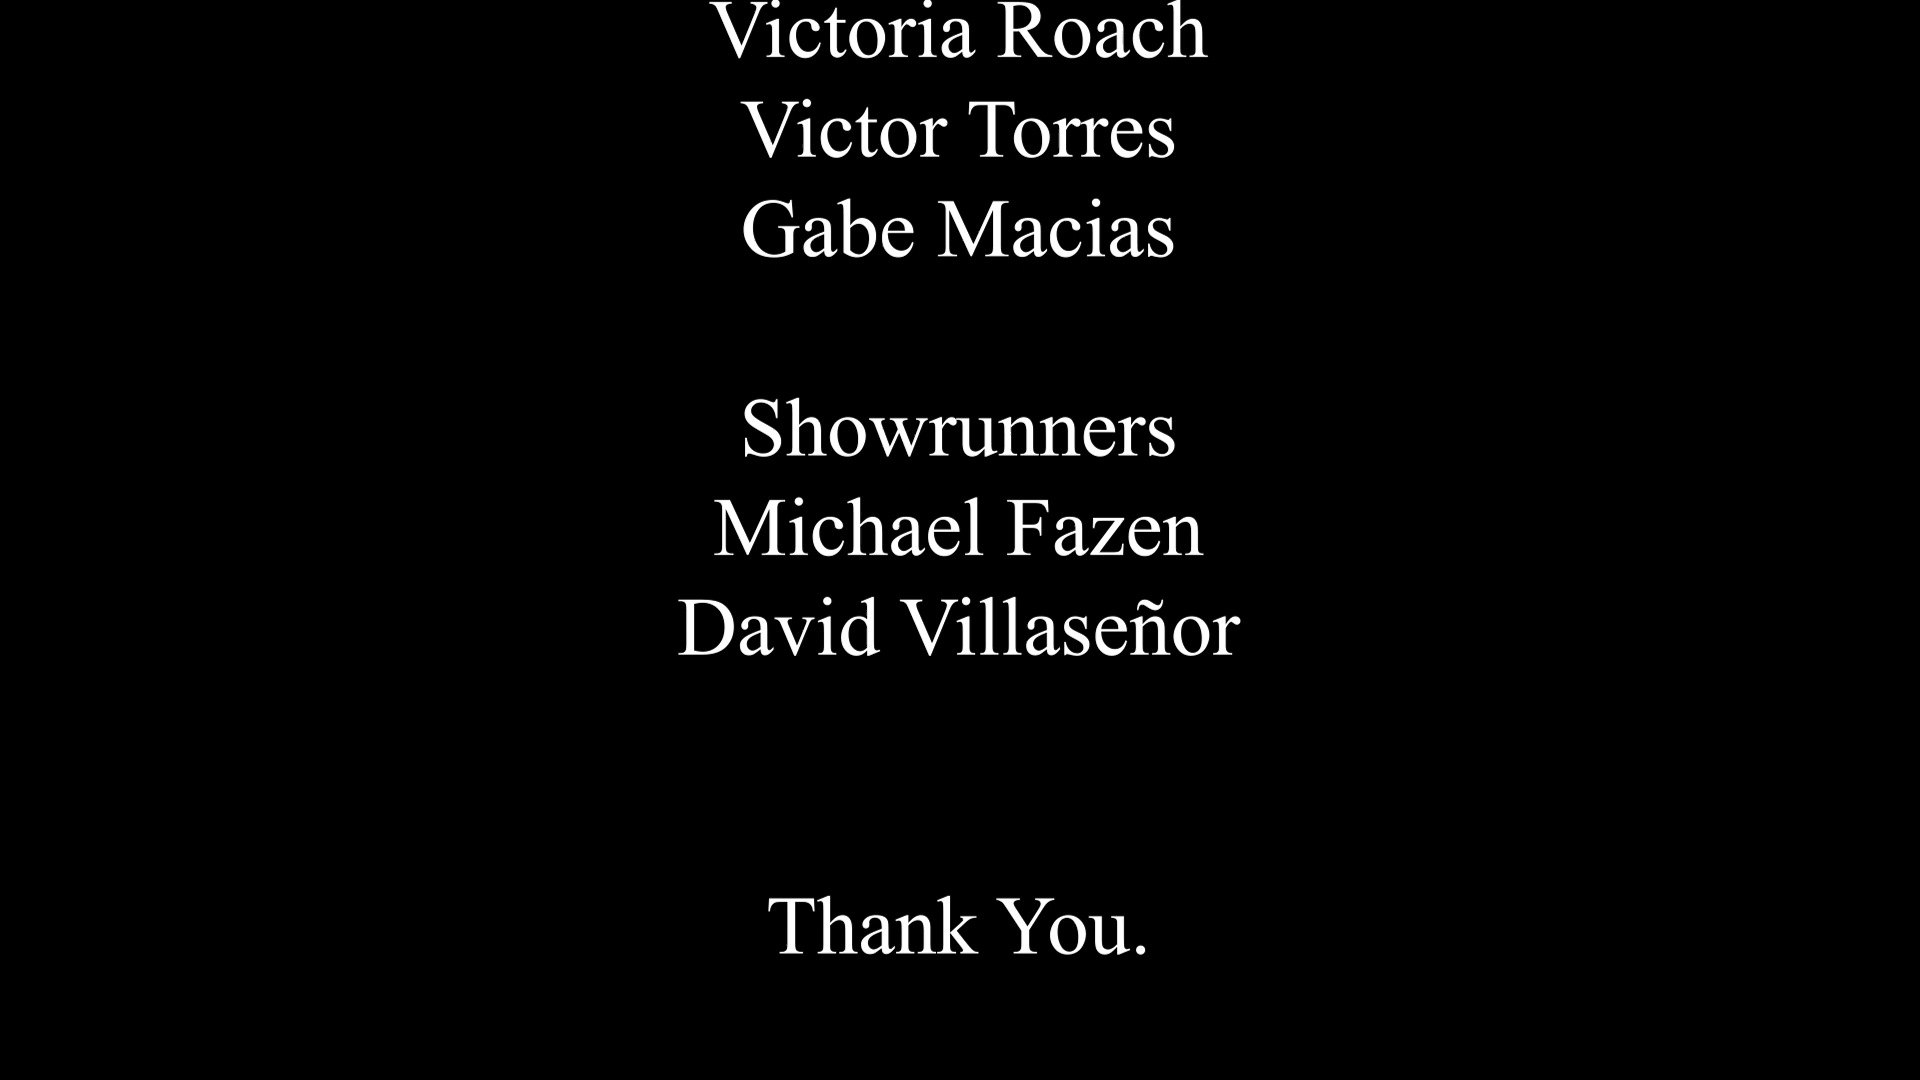 Victoria Roach
Victor Torres
Gabe Macias
Showrunners
Michael Fazen
David Villaseñor
Thank You.